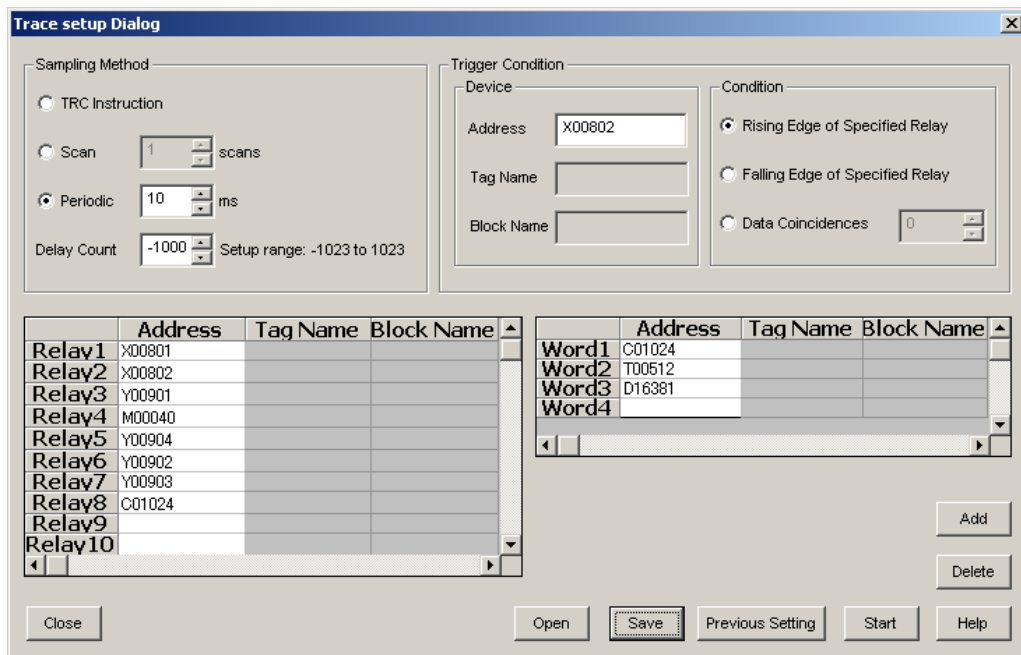 Trace setup Dialog
Sampling Method
TRC Instruction
Scan 1 scans
Periodic 10 ms
Delay Count -1000 Setup range: -1023 to 1023
Trigger Condition
Device
Address X00802
Tag Name
Block Name
Condition
Rising Edge of Specified Relay
Falling Edge of Specified Relay
Data Coincidences 0
Address Tag Name Block Name
Relay1 X00801
Relay2 X00802
Relay3 Y00901
Relay4 M00040
Relay5 Y00904
Relay6 Y00902
Relay7 Y00903
Relay8 C01024
Relay9
Relay10
Address Tag Name Block Name
Word1 C01024
Word2 T00512
Word3 D16381
Word4
Add
Delete
Close Open Save Previous Setting Start Help